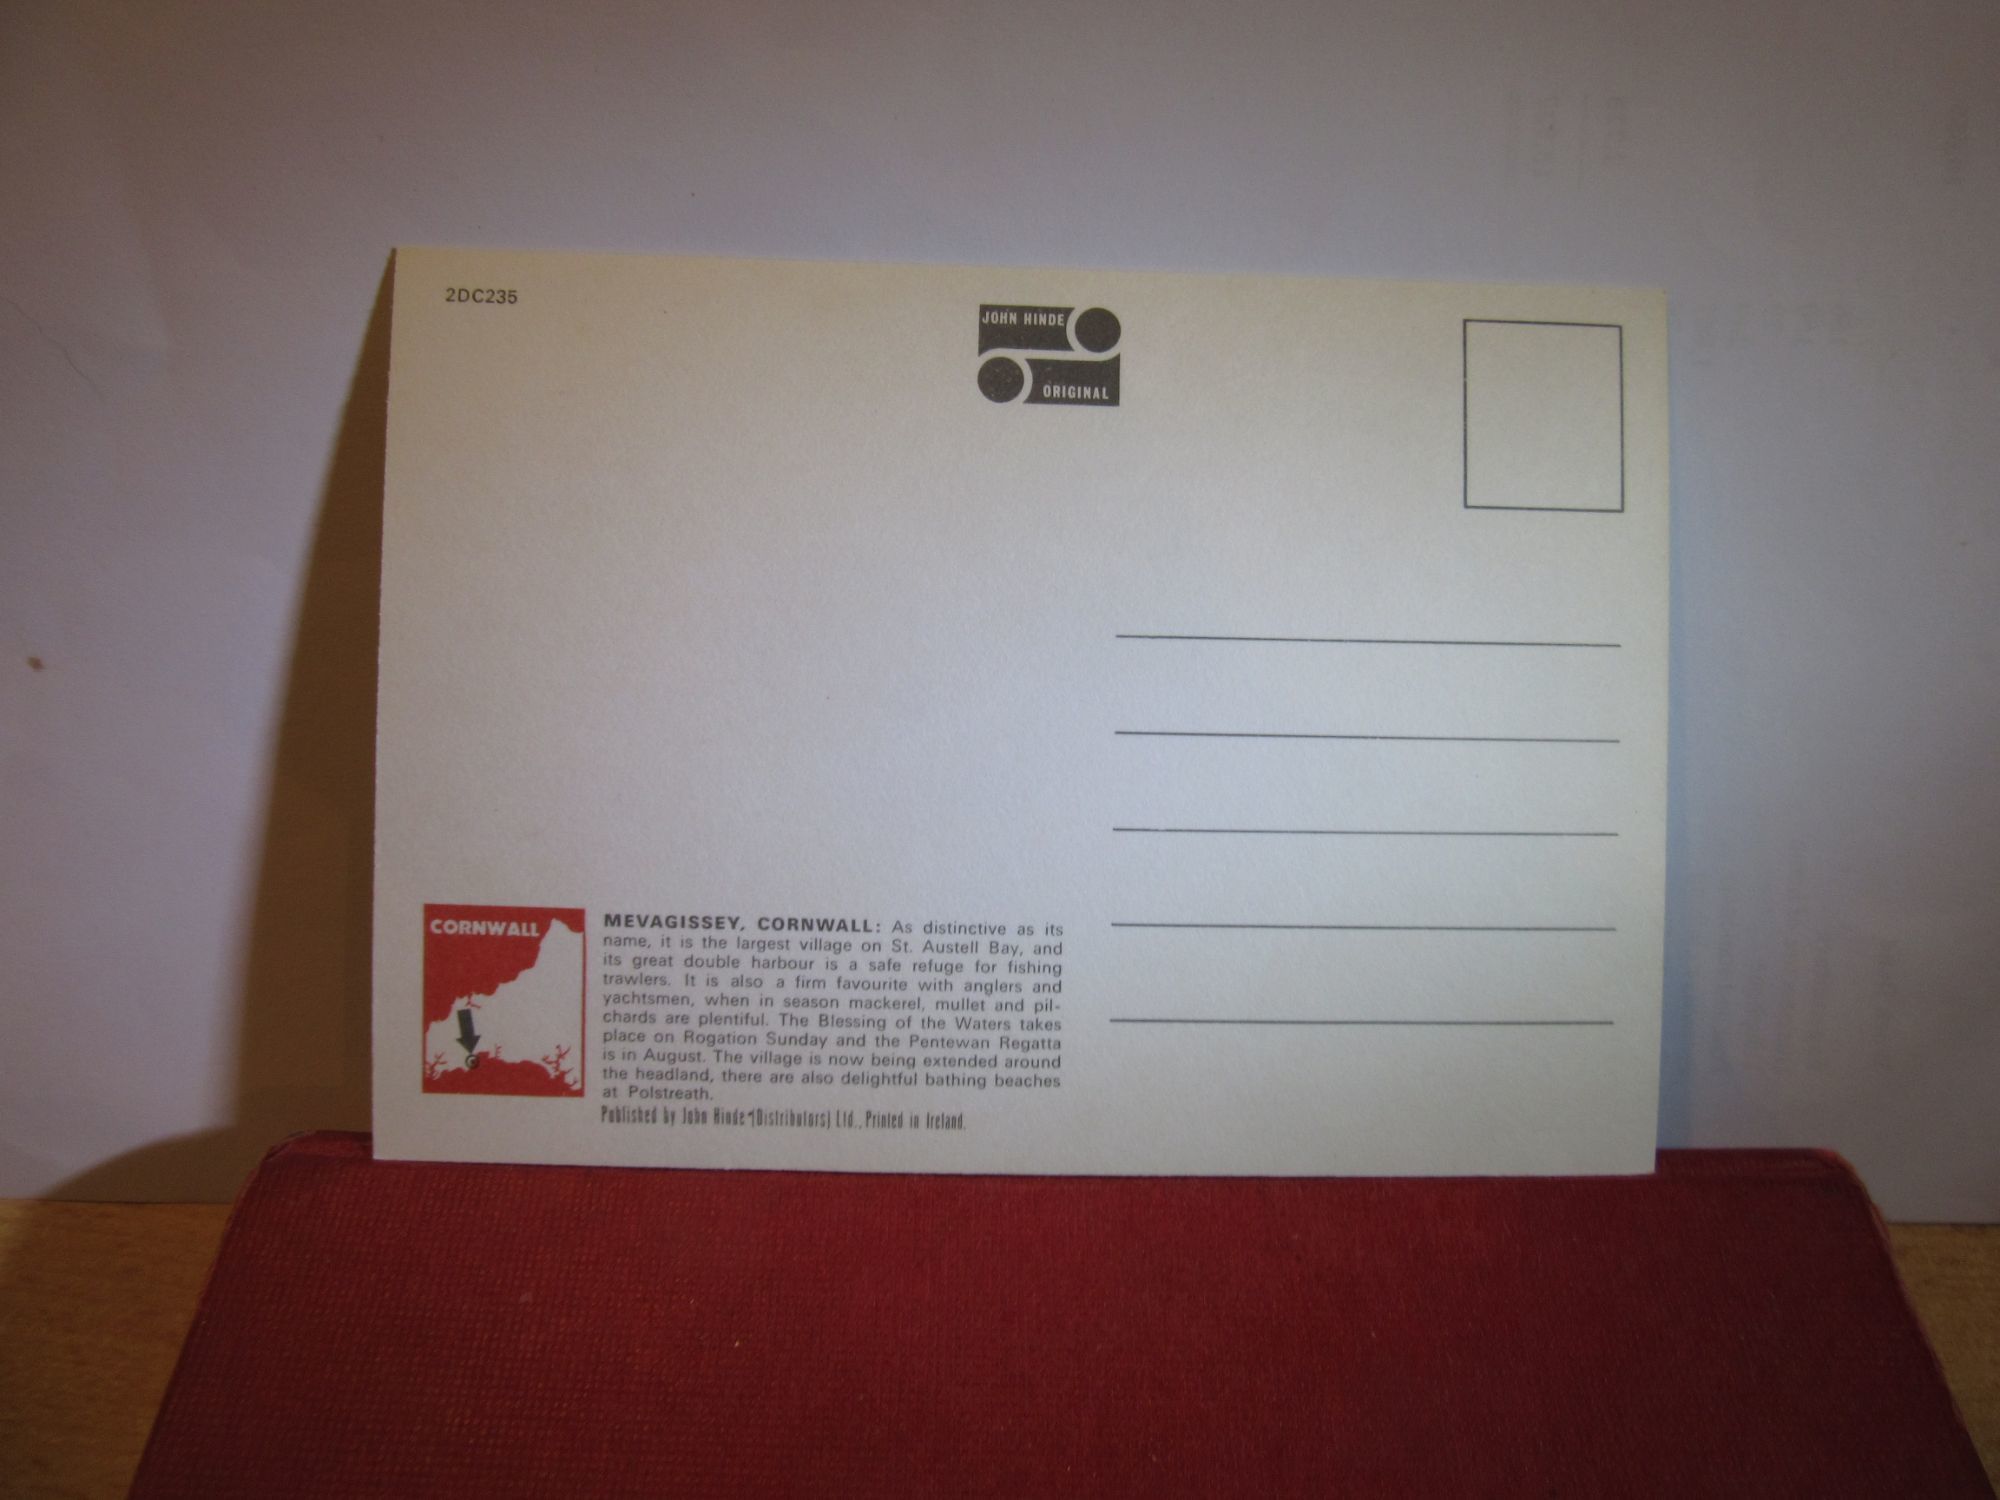 2DC235
JOHN HINDE
ORIGINAL
CORNWALL
MEVAGISSEY, CORNWALL: As distinctive as its
name, it is the largest village on St. Austell Bay, and
its great double harbour is a safe refuge for fishing
trawlers. It is also a firm favourite with anglers and
yachtsmen, when in season mackerel, mullet and pil-
chards are plentiful. The Blessing of the Waters takes
place on Rogation Sunday and the Pentewan Regatta
is in August. The village is now being extended around
the headland, there are also delightful bathing beaches
at Polstreath.
Published by John Hinde (Distributors) Ltd., Printed in Ireland.